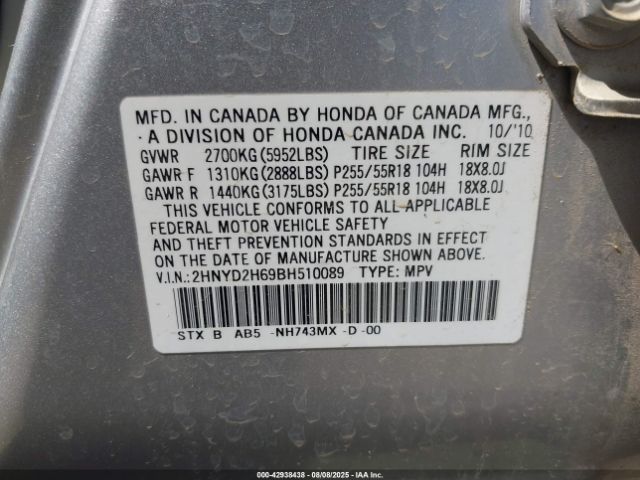 MFD. IN CANADA BY HONDA OF CANADA MFG.,
A DIVISION OF HONDA CANADA INC. 10/'10
GVWR 2700KG(5952LBS) TIRE SIZE RIM SIZE
GAWR F 1310KG(2888LBS) P255/55R18 104H 18X8.0J
GAWR R 1440KG(3175LBS) P255/55R18 104H 18X8.0J
THIS VEHICLE CONFORMS TO ALL APPLICABLE
FEDERAL MOTOR VEHICLE SAFETY
AND THEFT PREVENTION STANDARDS IN EFFECT
ON THE DATE OF MANUFACTURE SHOWN ABOVE.
V.I.N.:2HNYD2H69BH510089 TYPE: MPV
STX B AB5 -NH743MX -D -00
000-42938438 - 08/08/2025 - IAA Inc.